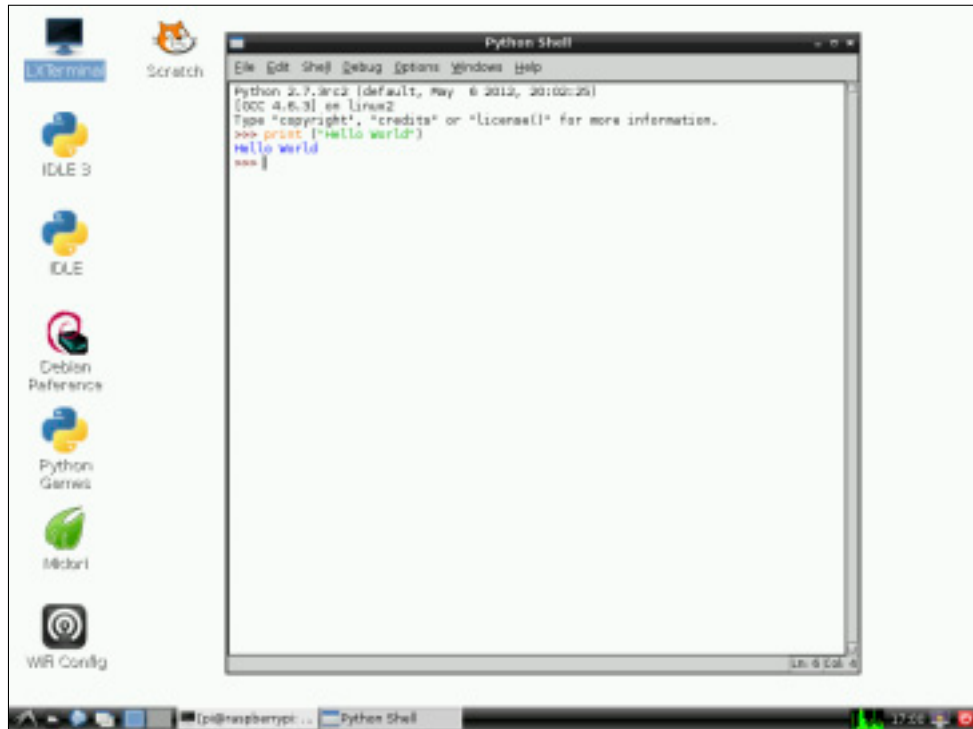 LXTerminal
Scratch
IDLE 3
IDLE
Debian
Reference
Python
Games
Midori
WiFi Config
Python Shell
File Edit Shell Debug Options Windows Help
Python 2.7.3rc2 (default, May  6 2012, 20:02:25)
[GCC 4.6.3] on linux2
Type "copyright", "credits" or "license()" for more information.
>>> print ("Hello World")
Hello World
>>>
Ln: 6 Col: 4
[pi@raspberrypi: ...
Python Shell